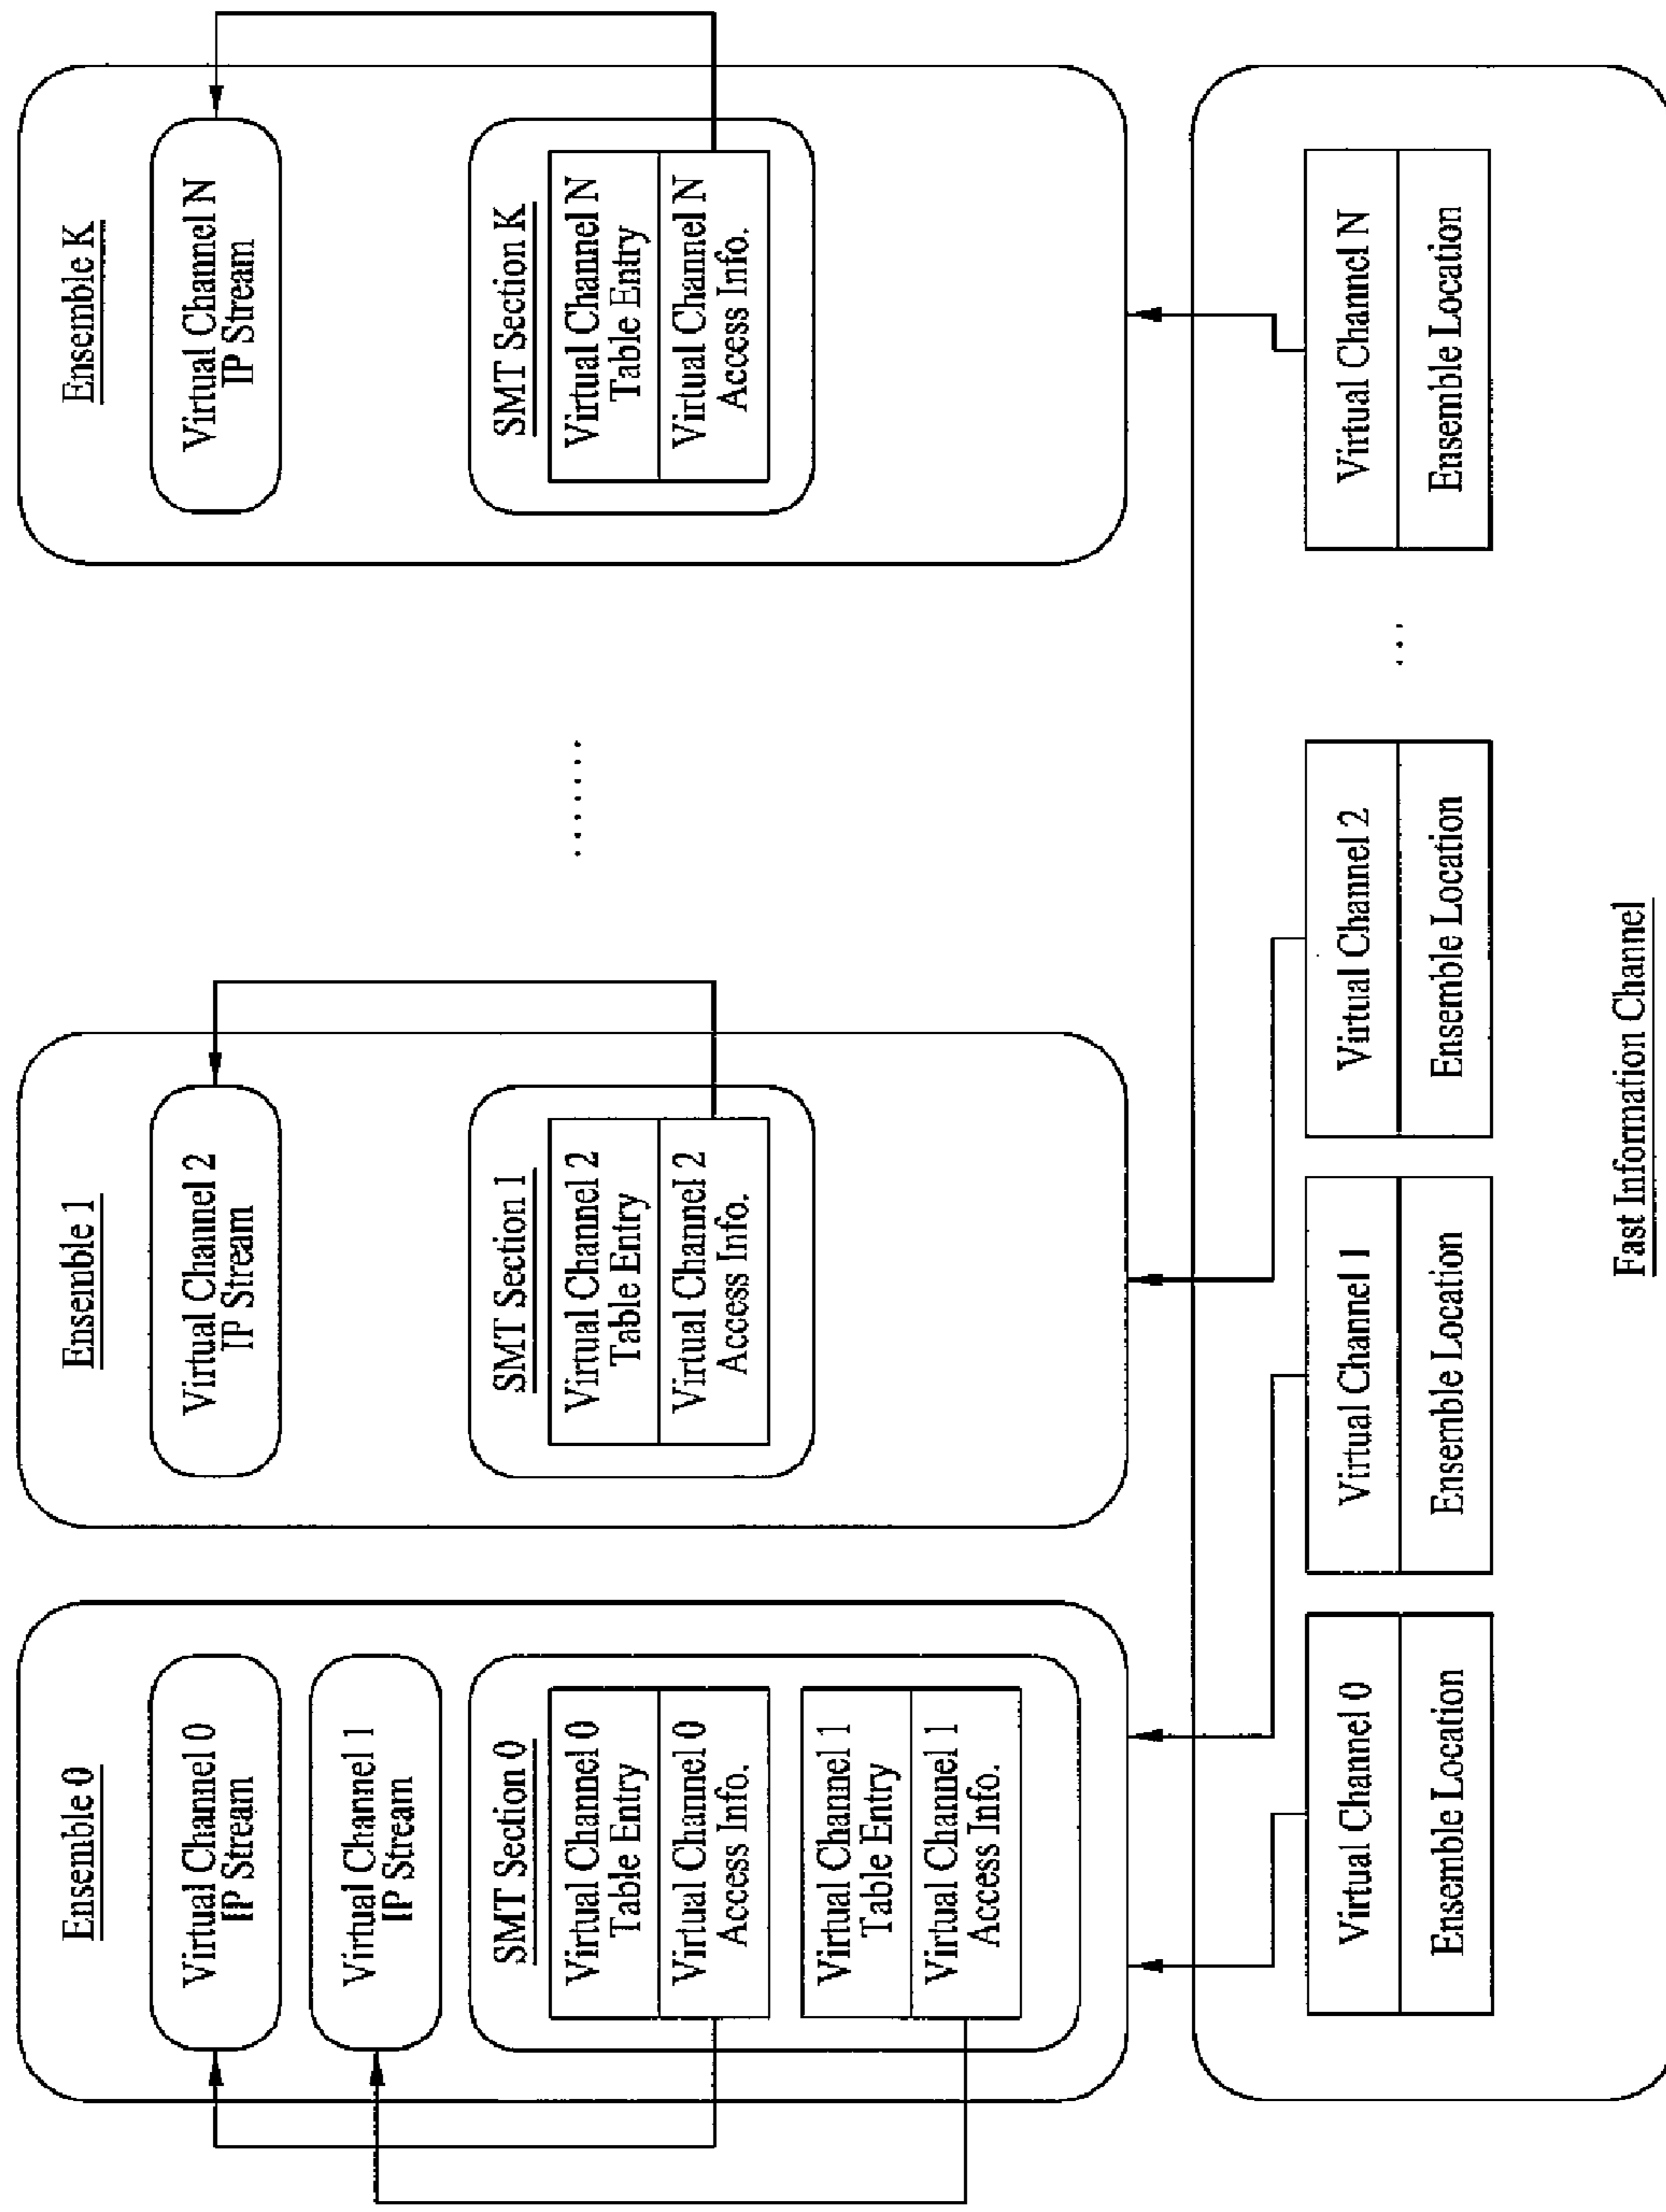 Ensemble 0
Virtual Channel 0
IP Stream
Virtual Channel 1
IP Stream
SMT Section 0
Virtual Channel 0
Table Entry
Virtual Channel 0
Access Info.
Virtual Channel 1
Table Entry
Virtual Channel 1
Access Info.
Ensemble 1
Virtual Channel 2
IP Stream
SMT Section 1
Virtual Channel 2
Table Entry
Virtual Channel 2
Access Info.
.......
Ensemble K
Virtual Channel N
IP Stream
SMT Section K
Virtual Channel N
Table Entry
Virtual Channel N
Access Info.
Virtual Channel 0
Ensemble Location
Virtual Channel 1
Ensemble Location
Virtual Channel 2
Ensemble Location
...
Virtual Channel N
Ensemble Location
Fast Information Channel